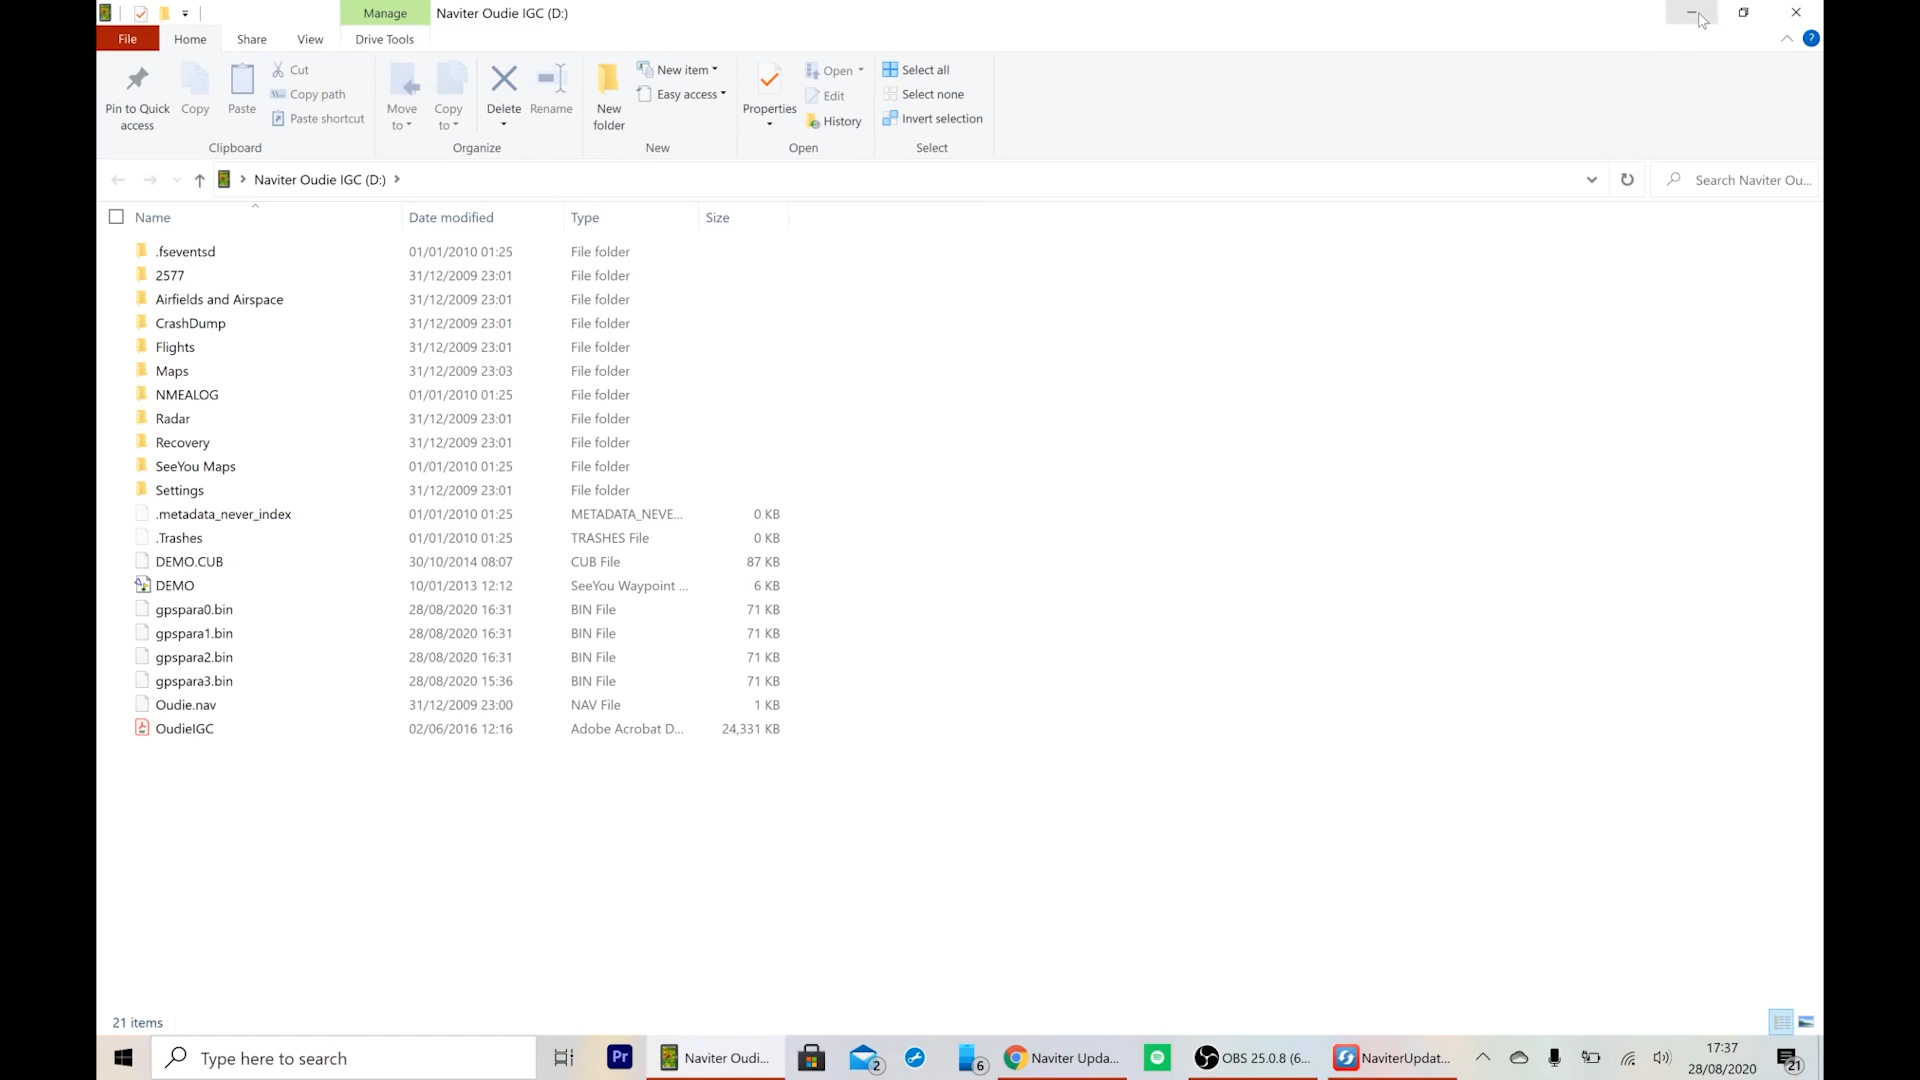 Manage
Naviter Oudie IGC (D:)
File
Home
Share
View
Drive Tools
Pin to Quick access
Copy
Paste
Cut
Copy path
Paste shortcut
Clipboard
Move to
Copy to
Delete
Rename
Organize
New folder
New item
Easy access
New
Properties
Open
Edit
History
Open
Select all
Select none
Invert selection
Select
Naviter Oudie IGC (D:)
Search Naviter Ou...
Name Date modified Type Size
.fseventsd 01/01/2010 01:25 File folder
2577 31/12/2009 23:01 File folder
Airfields and Airspace 31/12/2009 23:01 File folder
CrashDump 31/12/2009 23:01 File folder
Flights 31/12/2009 23:01 File folder
Maps 31/12/2009 23:03 File folder
NMEALOG 01/01/2010 01:25 File folder
Radar 31/12/2009 23:01 File folder
Recovery 31/12/2009 23:01 File folder
SeeYou Maps 01/01/2010 01:25 File folder
Settings 31/12/2009 23:01 File folder
.metadata_never_index 01/01/2010 01:25 METADATA_NEVE... 0 KB
.Trashes 01/01/2010 01:25 TRASHES File 0 KB
DEMO.CUB 30/10/2014 08:07 CUB File 87 KB
DEMO 10/01/2013 12:12 SeeYou Waypoint ... 6 KB
gpspara0.bin 28/08/2020 16:31 BIN File 71 KB
gpspara1.bin 28/08/2020 16:31 BIN File 71 KB
gpspara2.bin 28/08/2020 16:31 BIN File 71 KB
gpspara3.bin 28/08/2020 15:36 BIN File 71 KB
Oudie.nav 31/12/2009 23:00 NAV File 1 KB
OudieIGC 02/06/2016 12:16 Adobe Acrobat D... 24,331 KB
21 items
Type here to search
Pr
Naviter Oudi...
2
6
Naviter Upda...
OBS 25.0.8 (6...
NaviterUpdat...
17:37
28/08/2020
21